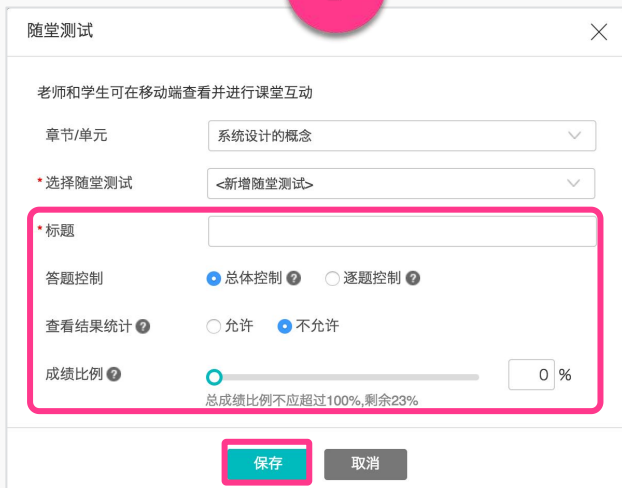 随堂测试
老师和学生可在移动端查看并进行课堂互动
章节/单元 系统设计的概念
*选择随堂测试 <新增随堂测试>
*标题
答题控制 总体控制 ? 逐题控制 ?
查看结果统计 ? 允许 不允许
成绩比例 ? 0 %
总成绩比例不应超过100%,剩余23%
保存 取消